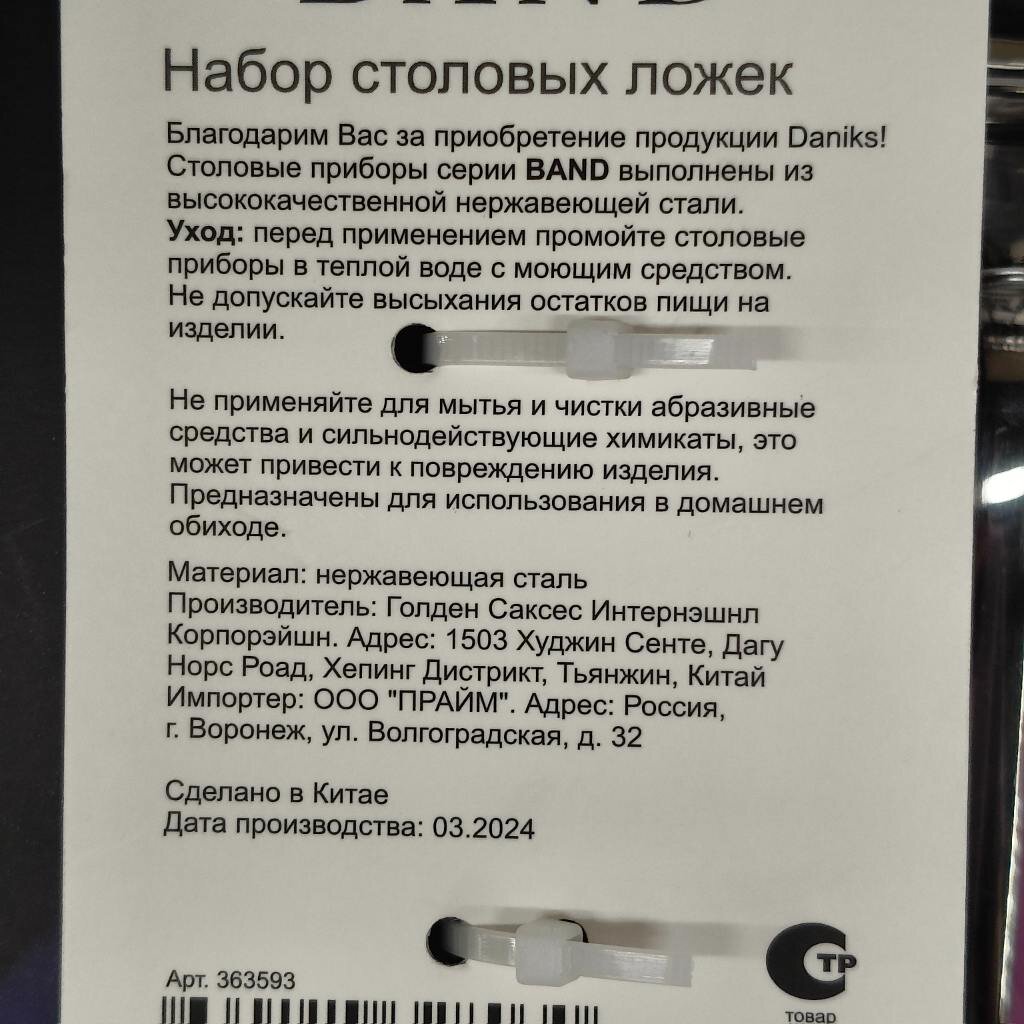 BAND
Набор столовых ложек
Благодарим Вас за приобретение продукции Daniks!
Столовые приборы серии BAND выполнены из
высококачественной нержавеющей стали.
Уход: перед применением промойте столовые
приборы в теплой воде с моющим средством.
Не допускайте высыхания остатков пищи на
изделии.
Не применяйте для мытья и чистки абразивные
средства и сильнодействующие химикаты, это
может привести к повреждению изделия.
Предназначены для использования в домашнем
обиходе.
Материал: нержавеющая сталь
Производитель: Голден Саксес Интернэшнл
Корпорэйшн. Адрес: 1503 Худжин Сенте, Дагу
Норс Роад, Хепинг Дистрикт, Тьянжин, Китай
Импортер: ООО "ПРАЙМ". Адрес: Россия,
г. Воронеж, ул. Волгоградская, д. 32
Сделано в Китае
Дата производства: 03.2024
Арт. 363593
СТР
товар